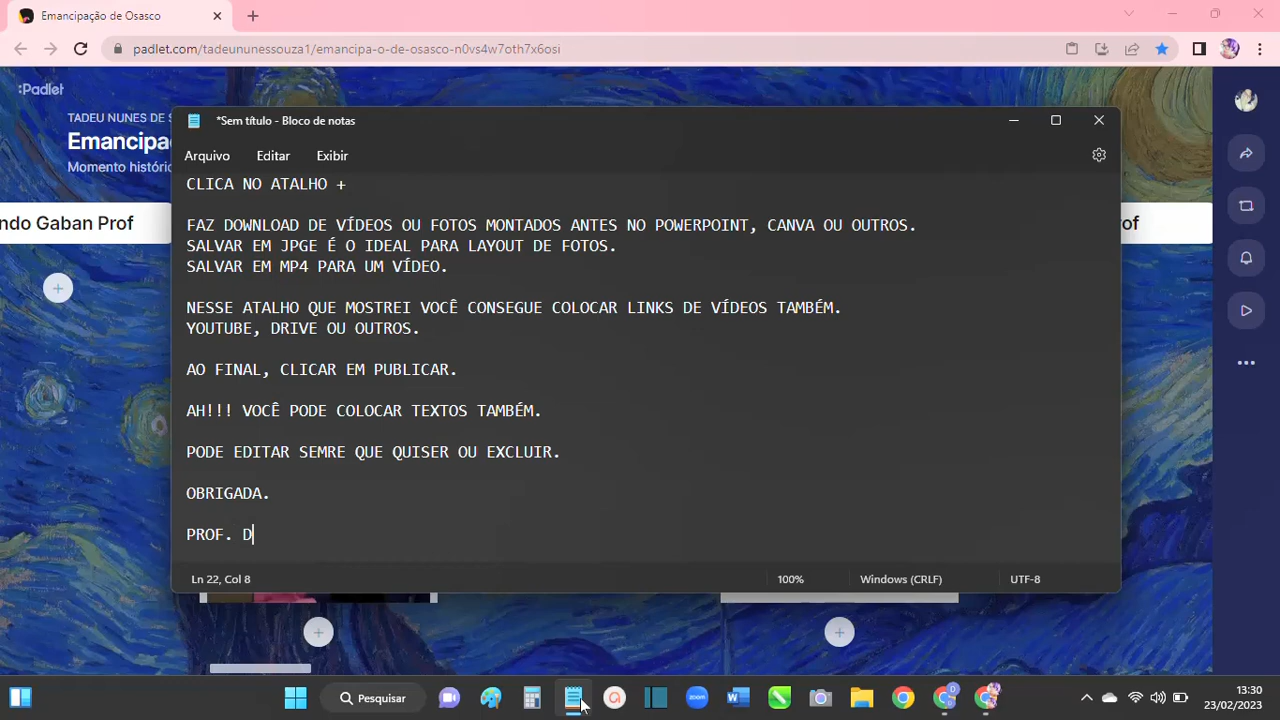 Emancipação de Osasco
padlet.com/tadeununessouza1/emancipa-o-de-osasco-n0vs4w7oth7x6osi
:Padlet
TADEU NUNES DE S
Emancipa
Momento históric
ndo Gaban Prof
of
*Sem título - Bloco de notas
Arquivo Editar Exibir
CLICA NO ATALHO +
FAZ DOWNLOAD DE VÍDEOS OU FOTOS MONTADOS ANTES NO POWERPOINT, CANVA OU OUTROS.
SALVAR EM JPGE É O IDEAL PARA LAYOUT DE FOTOS.
SALVAR EM MP4 PARA UM VÍDEO.
NESSE ATALHO QUE MOSTREI VOCÊ CONSEGUE COLOCAR LINKS DE VÍDEOS TAMBÉM.
YOUTUBE, DRIVE OU OUTROS.
AO FINAL, CLICAR EM PUBLICAR.
AH!!! VOCÊ PODE COLOCAR TEXTOS TAMBÉM.
PODE EDITAR SEMRE QUE QUISER OU EXCLUIR.
OBRIGADA.
PROF. D
Ln 22, Col 8 100% Windows (CRLF) UTF-8
Pesquisar
zoom
13:30
23/02/2023